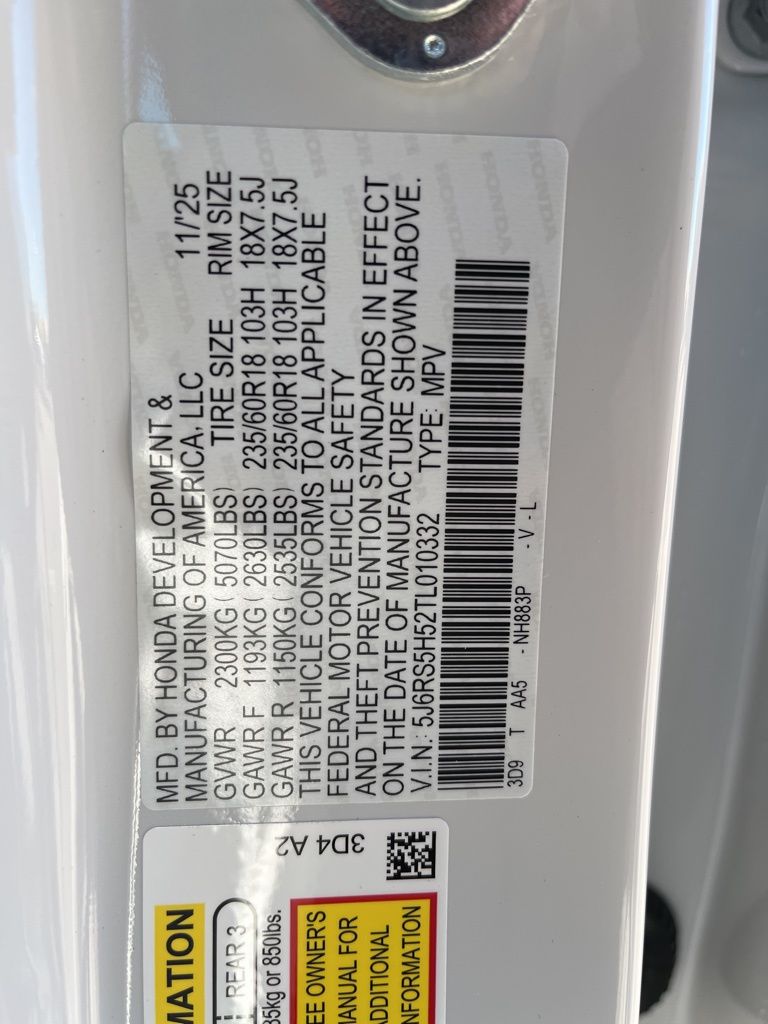 MFD. BY HONDA DEVELOPMENT &
MANUFACTURING OF AMERICA, LLC 11/'25
GVWR 2300KG ( 5070LBS) TIRE SIZE RIM SIZE
GAWR F 1193KG ( 2630LBS) 235/60R18 103H 18X7.5J
GAWR R 1150KG ( 2535LBS) 235/60R18 103H 18X7.5J
THIS VEHICLE CONFORMS TO ALL APPLICABLE
FEDERAL MOTOR VEHICLE SAFETY
AND THEFT PREVENTION STANDARDS IN EFFECT
ON THE DATE OF MANUFACTURE SHOWN ABOVE.
V.I.N.: 5J6RS5H52TL010332 TYPE: MPV
3D9 T AA5 - NH883P - V - L
3D4 A2
MATION
REAR 3
35kg or 850lbs.
EE OWNER'S
MANUAL FOR
ADDITIONAL
NFORMATION